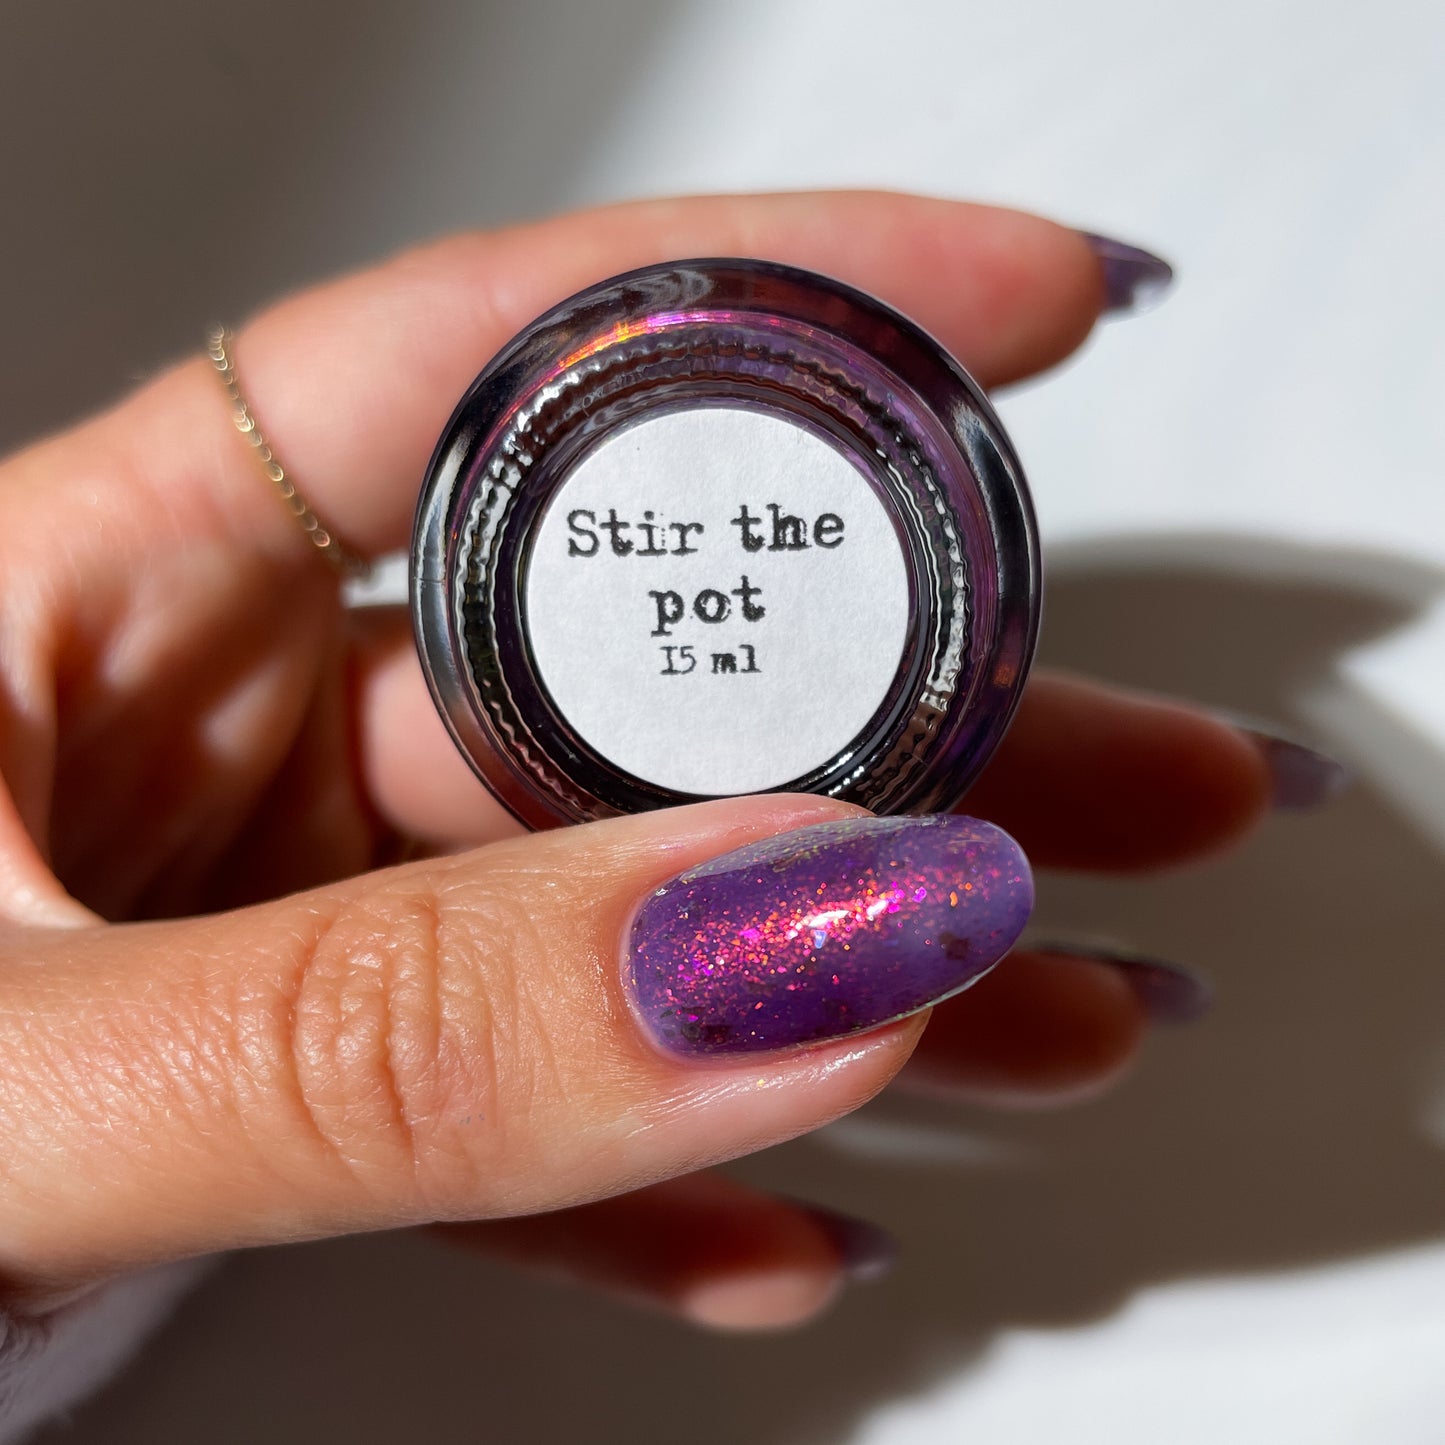 Stir the
pot
15 ml